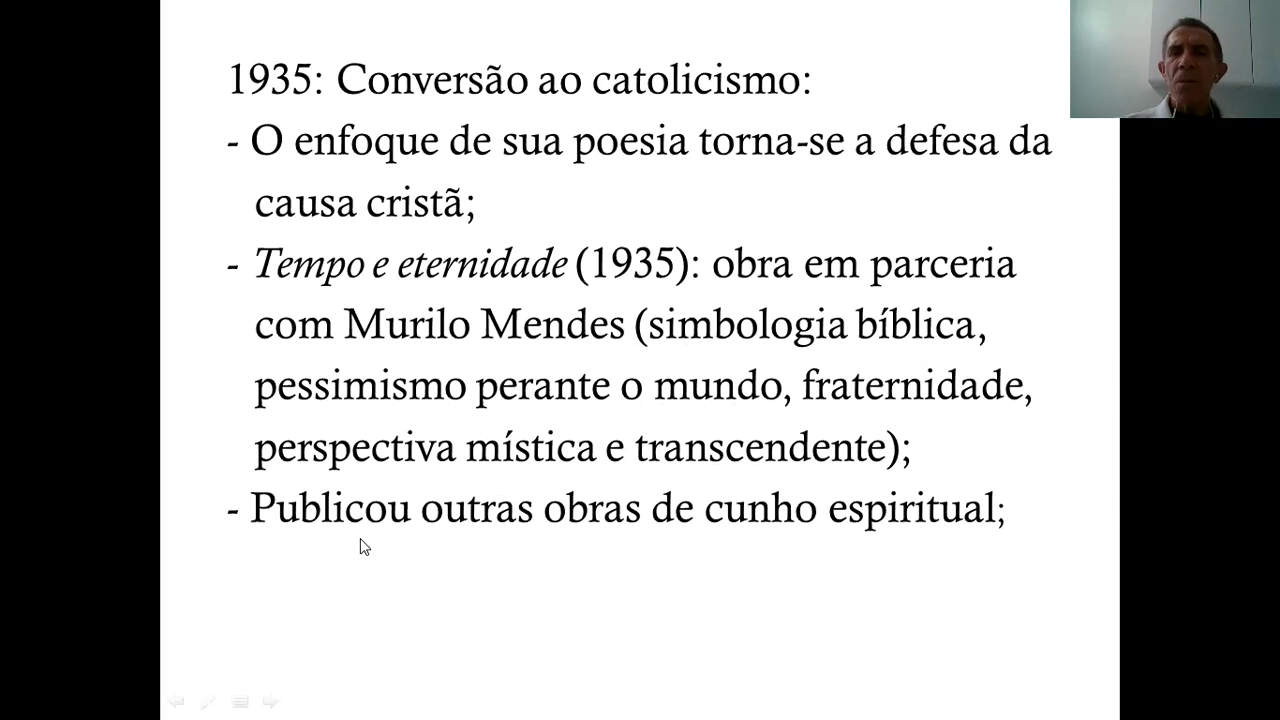 1935: Conversão ao catolicismo:
- O enfoque de sua poesia torna-se a defesa da
causa cristã;
- Tempo e eternidade (1935): obra em parceria
com Murilo Mendes (simbologia bíblica,
pessimismo perante o mundo, fraternidade,
perspectiva mística e transcendente);
- Publicou outras obras de cunho espiritual;